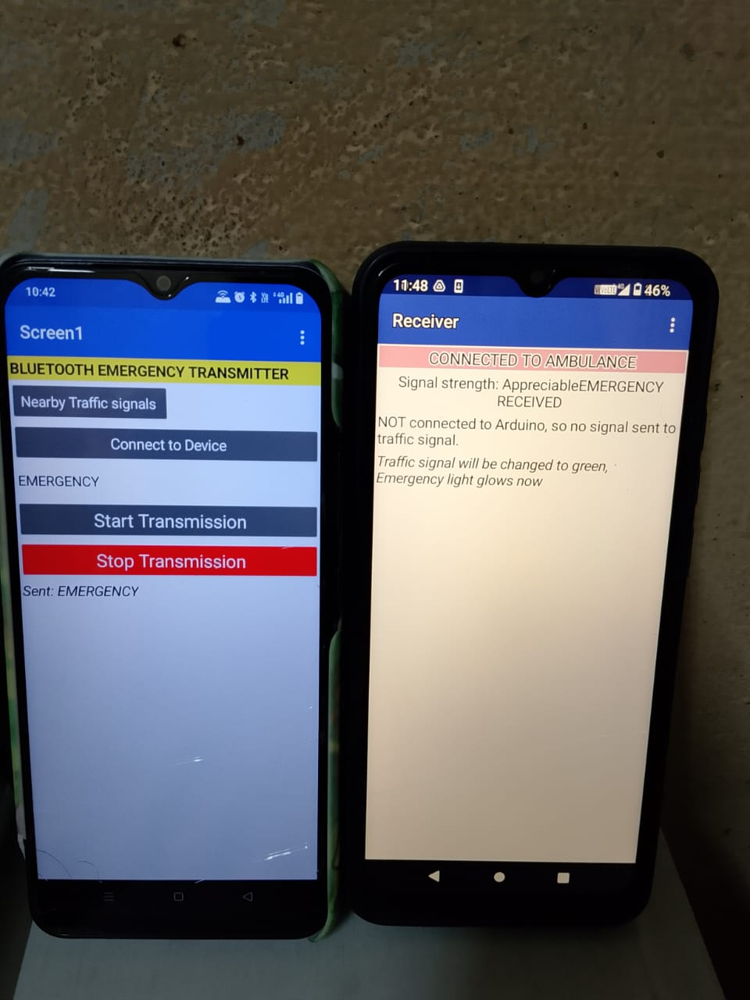 10:42
Screen1
BLUETOOTH EMERGENCY TRANSMITTER
Nearby Traffic signals
Connect to Device
EMERGENCY
Start Transmission
Stop Transmission
Sent: EMERGENCY
11:48
4G
46%
Receiver
CONNECTED TO AMBULANCE
Signal strength: AppreciableEMERGENCY
RECEIVED
NOT connected to Arduino, so no signal sent to
traffic signal.
Traffic signal will be changed to green,
Emergency light glows now